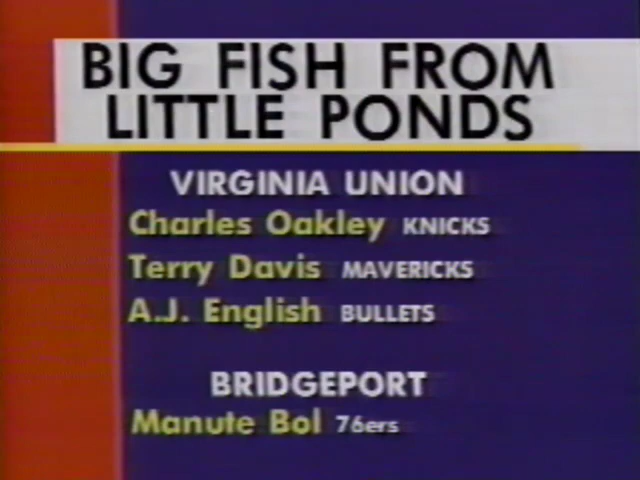 BIG FISH FROM
LITTLE PONDS
VIRGINIA UNION
Charles Oakley KNICKS
Terry Davis MAVERICKS
A.J. English BULLETS
BRIDGEPORT
Manute Bol 76ers